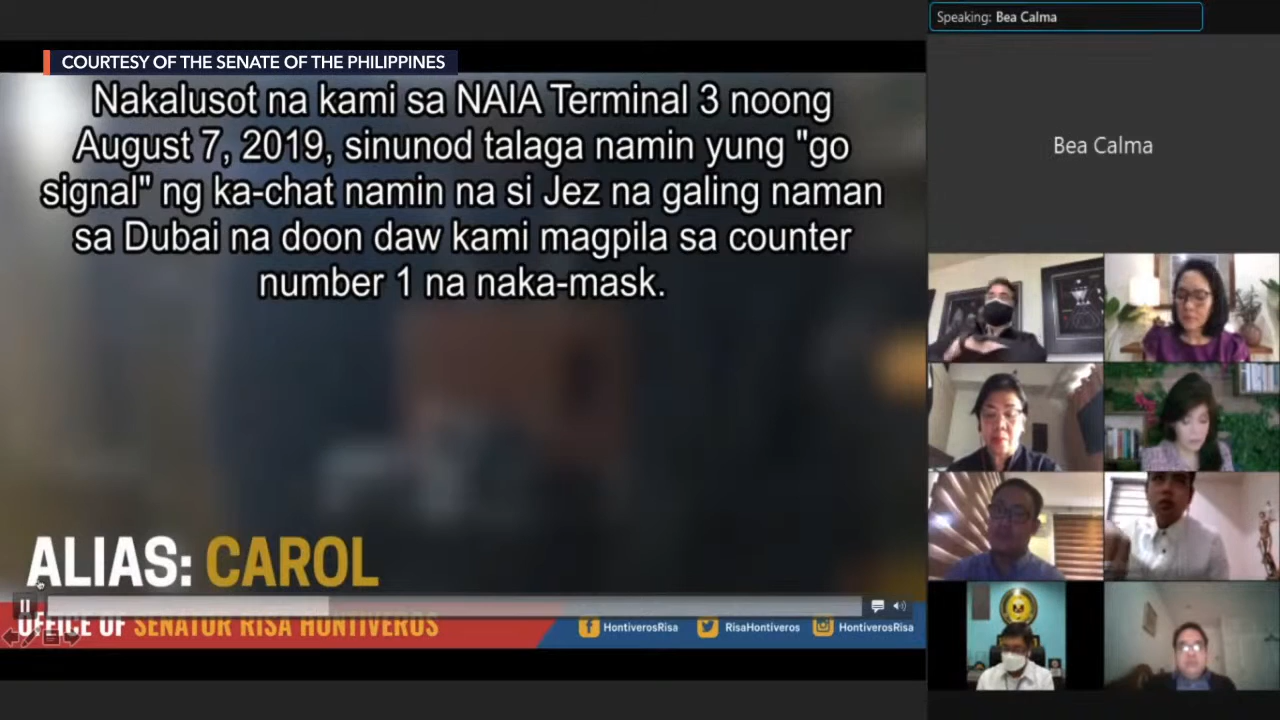 COURTESY OF THE SENATE OF THE PHILIPPINES
Nakalusot na kami sa NAIA Terminal 3 noong
August 7, 2019, sinunod talaga namin yung "go
signal" ng ka-chat namin na si Jez na galing naman
sa Dubai na doon daw kami magpila sa counter
number 1 na naka-mask.
ALIAS: CAROL
OFFICE OF SENATOR RISA HONTIVEROS
HontiverosRisa
RisaHontiveros
HontiverosRisa
Speaking: Bea Calma
Bea Calma